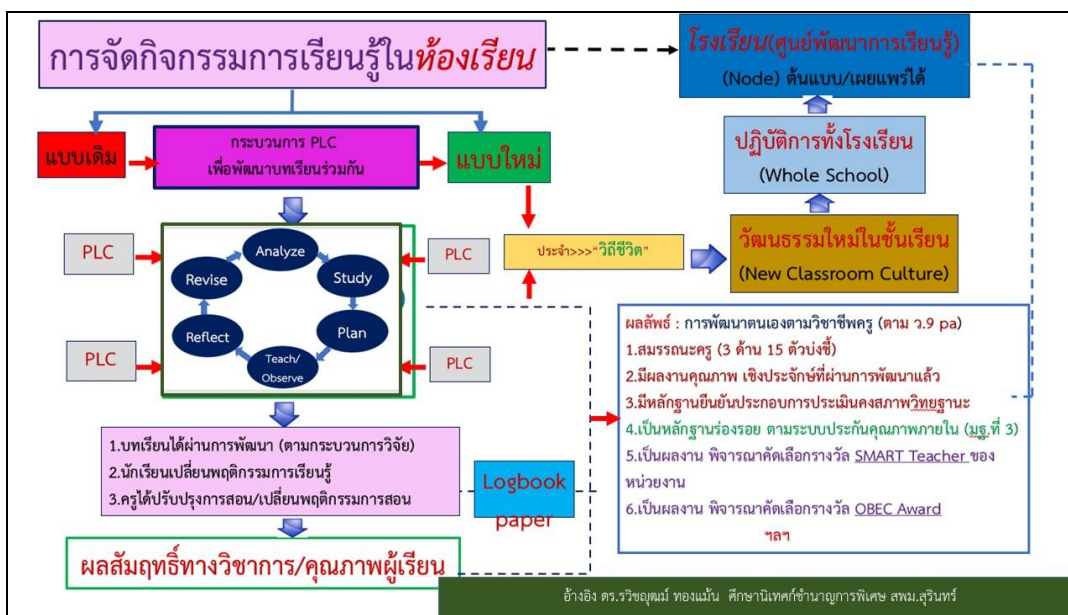 การจัดกิจกรรมการเรียนรู้ในห้องเรียน
โรงเรียน(ศูนย์พัฒนาการเรียนรู้)
(Node) ต้นแบบ/เผยแพร่ได้
แบบเดิม
กระบวนการ PLC
เพื่อพัฒนาบทเรียนร่วมกัน
แบบใหม่
ปฏิบัติการทั้งโรงเรียน
(Whole School)
PLC
Analyze
Study
Plan
Teach/
Observe
Reflect
Revise
PLC
PLC
PLC
ประจำ>>>"วิถีชีวิต"
วัฒนธรรมใหม่ในชั้นเรียน
(New Classroom Culture)
ผลลัพธ์ : การพัฒนาตนเองตามวิชาชีพครู (ตาม ว.9 pa)
1.สมรรถนะครู (3 ด้าน 15 ตัวบ่งชี้)
2.มีผลงานคุณภาพ เชิงประจักษ์ที่ผ่านการพัฒนาแล้ว
3.มีหลักฐานยืนยันประกอบการประเมินคงสภาพวิทยฐานะ
4.เป็นหลักฐานร่องรอย ตามระบบประกันคุณภาพภายใน (มฐ.ที่ 3)
5.เป็นผลงาน พิจารณาคัดเลือกรางวัล SMART Teacher ของ
หน่วยงาน
6.เป็นผลงาน พิจารณาคัดเลือกรางวัล OBEC Award
ฯลฯ
1.บทเรียนได้ผ่านการพัฒนา (ตามกระบวนการวิจัย)
2.นักเรียนเปลี่ยนพฤติกรรมการเรียนรู้
3.ครูได้ปรับปรุงการสอน/เปลี่ยนพฤติกรรมการสอน
Logbook
paper
ผลสัมฤทธิ์ทางวิชาการ/คุณภาพผู้เรียน
อ้างอิง ดร.รวิชญุฒม์ ทองแม้น ศึกษานิเทศก์ชำนาญการพิเศษ สพม.สุรินทร์